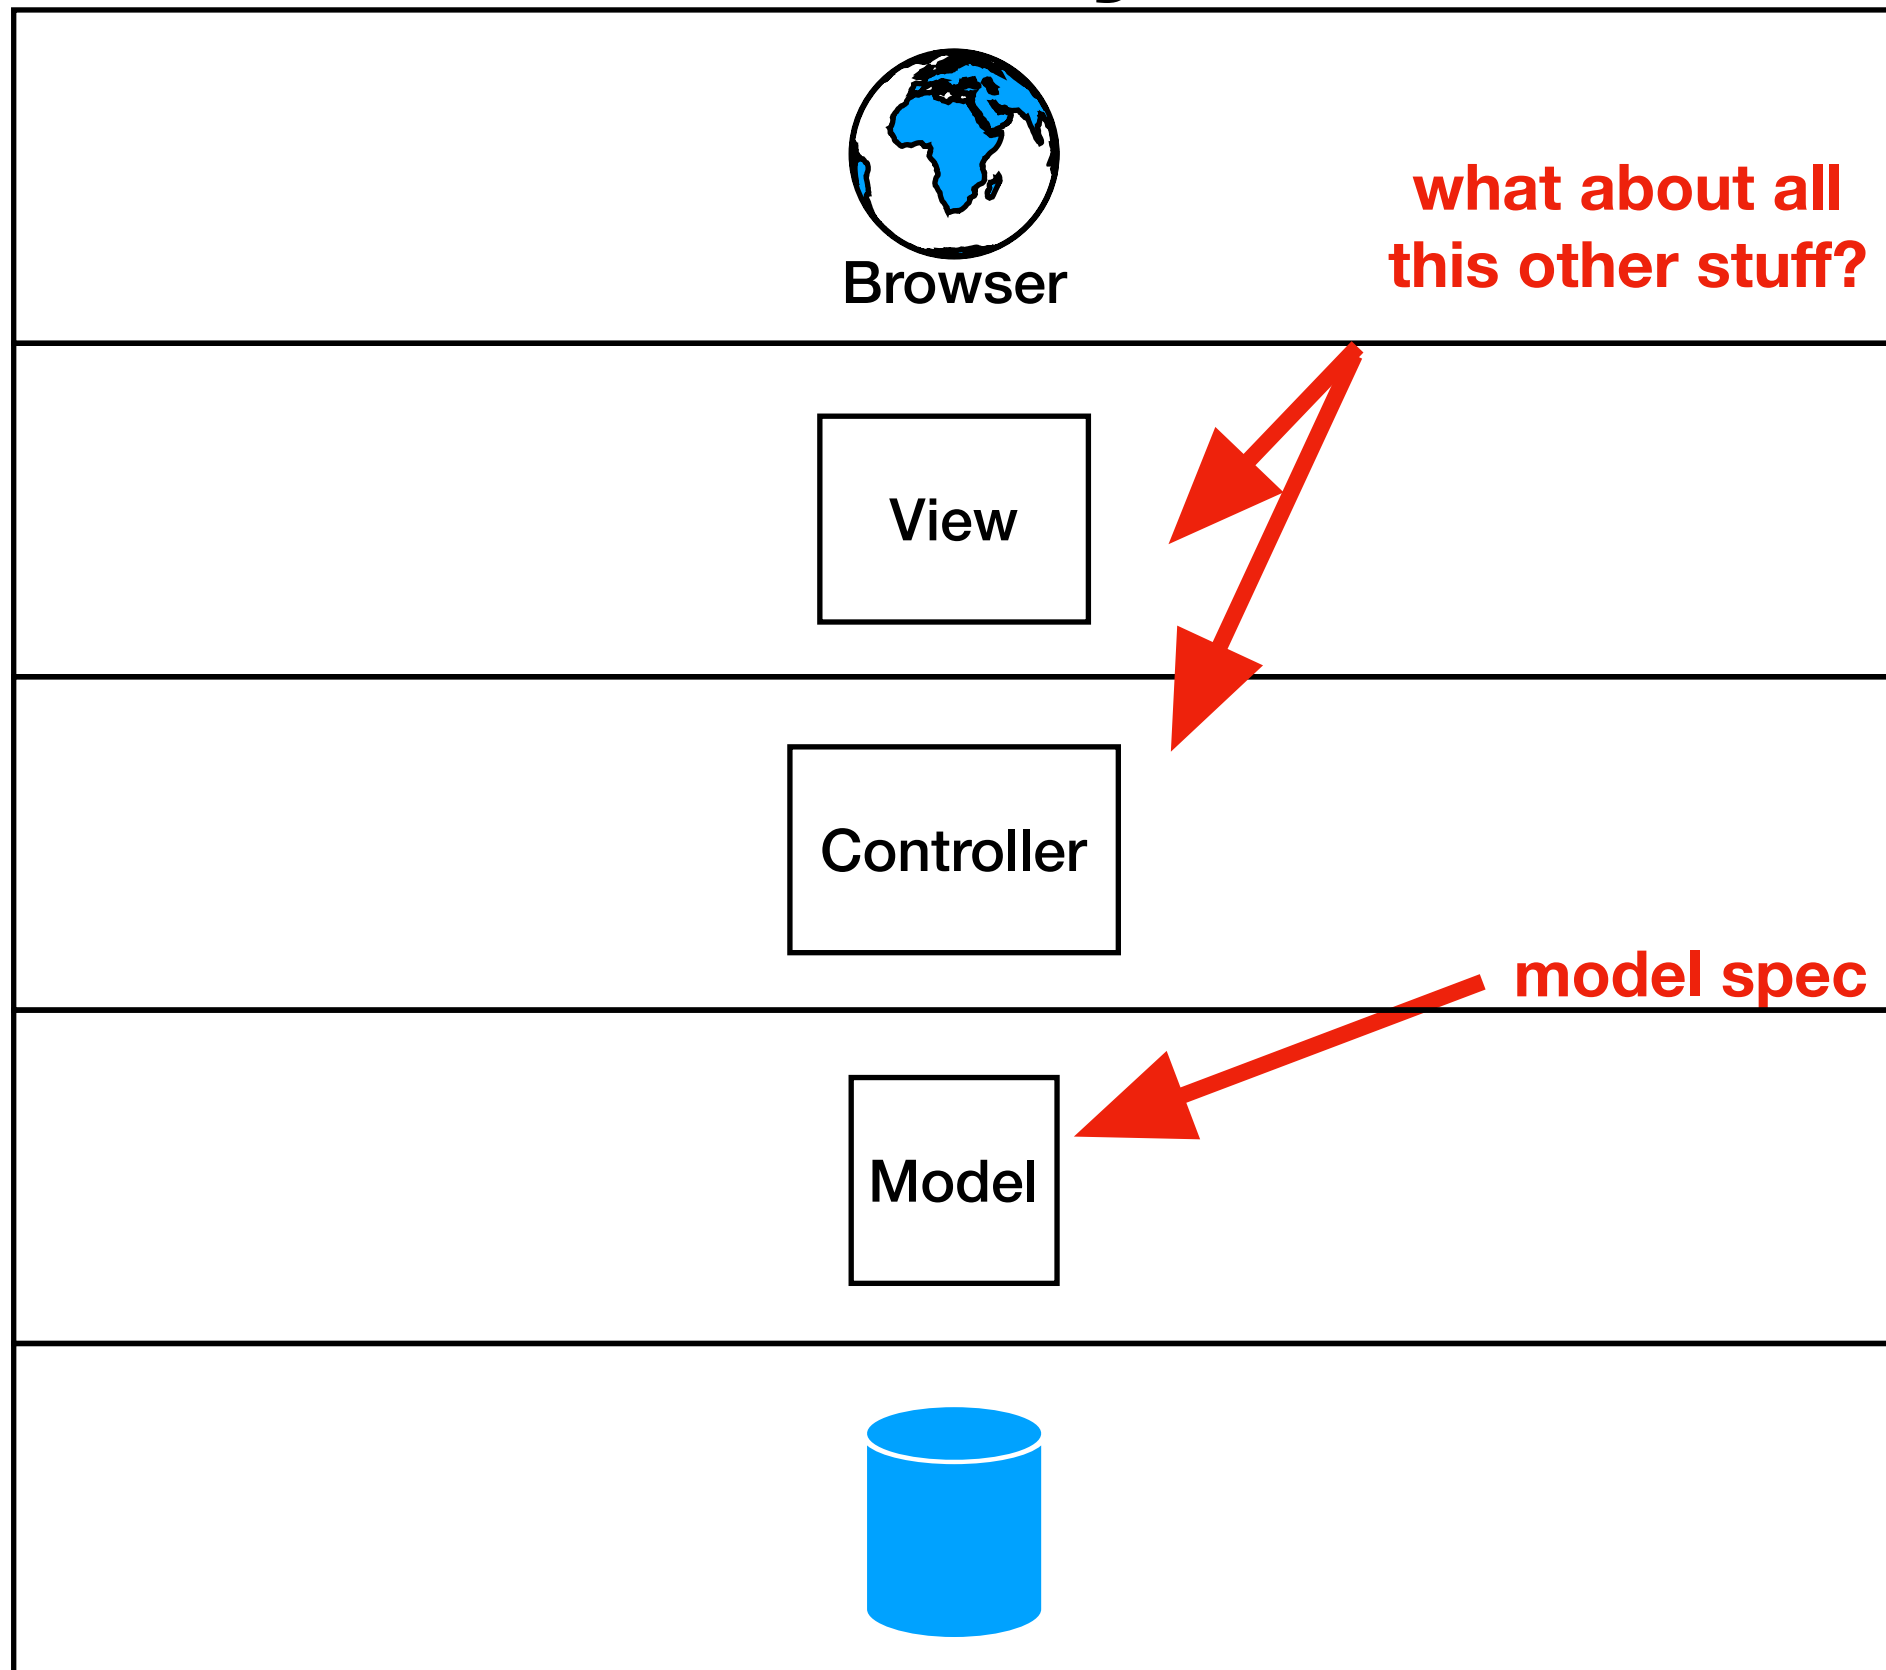 Browser
what about all
this other stuff?
View
Controller
model spec
Model